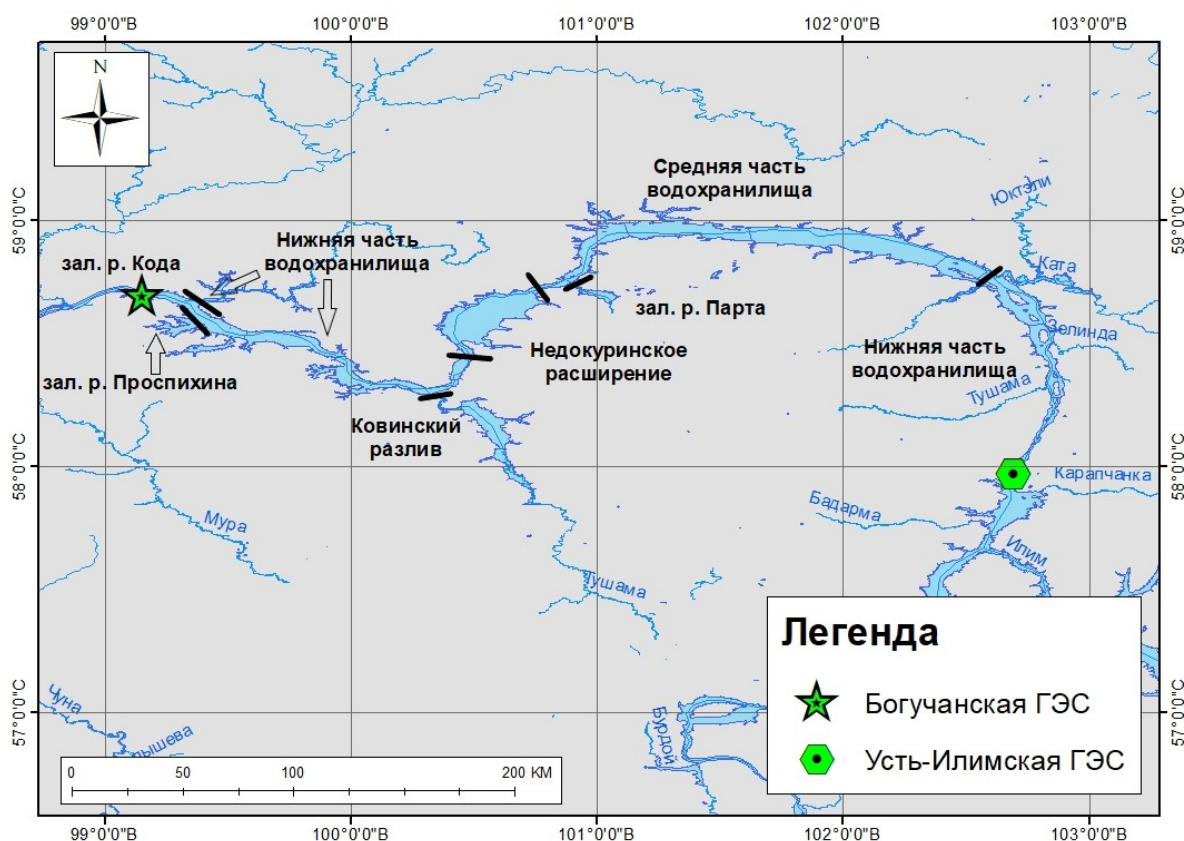 99°0'0"В
100°0'0"В
101°0'0"В
102°0'0"В
103°0'0"В
N
Средняя часть
водохранилища
Юктэли
59°0'0"С
59°0'0"С
Нижняя часть
водохранилища
зал. р. Кода
Ката
зал. р. Парта
Зелинда
Недокуринское
расширение
Нижняя часть
водохранилища
зал. р. Проспихина
Тушама
Ковинский
разлив
58°0'0"С
58°0'0"С
Карапчанка
Бадарма
Мура
Илим
Тушама
Легенда
Богучанская ГЭС
Усть-Илимская ГЭС
Чуна
ышева
Бурдой
57°0'0"С
57°0'0"С
0 50 100 200 КМ
99°0'0"В
100°0'0"В
101°0'0"В
102°0'0"В
103°0'0"В